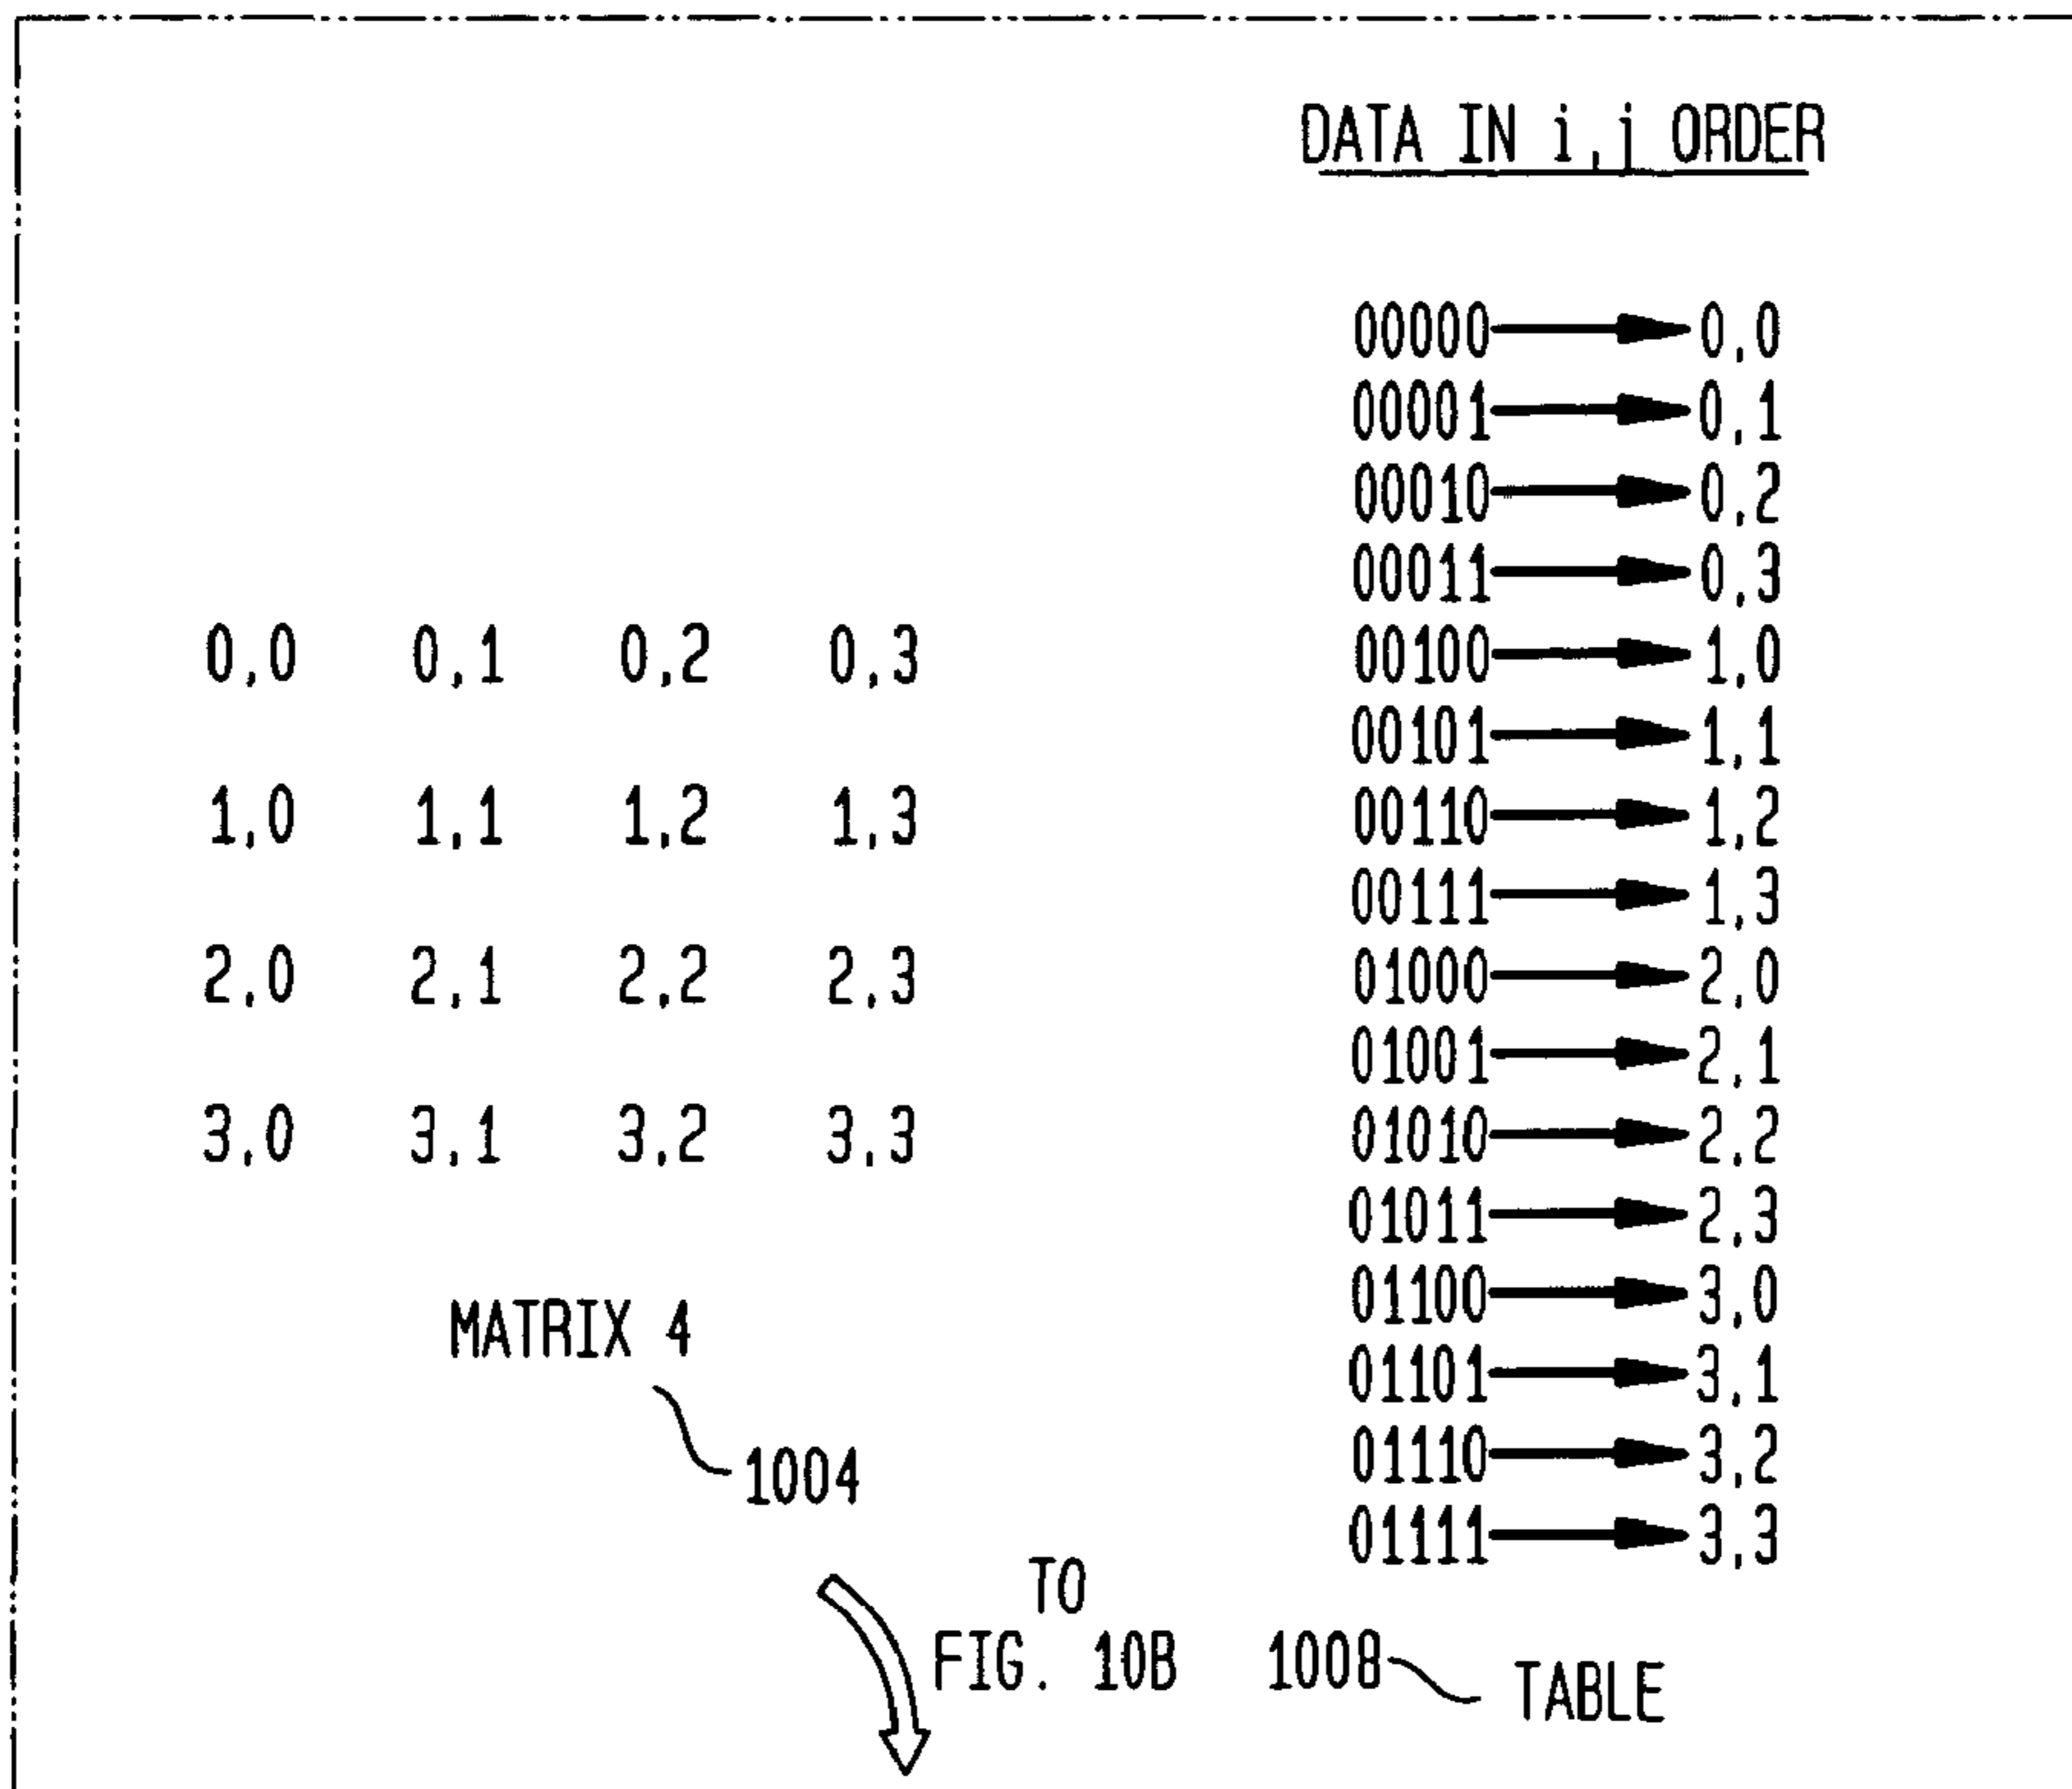 DATA IN i,j ORDER
00000 0,0
00001 0,1
00010 0,2
00011 0,3
0,0 0,1 0,2 0,3
00100 1,0
00101 1,1
1,0 1,1 1,2 1,3
00110 1,2
00111 1,3
2,0 2,1 2,2 2,3
01000 2,0
01001 2,1
3,0 3,1 3,2 3,3
01010 2,2
01011 2,3
01100 3,0
MATRIX 4
01101 3,1
01110 3,2
1004
01111 3,3
TO
FIG. 10B
1008
TABLE